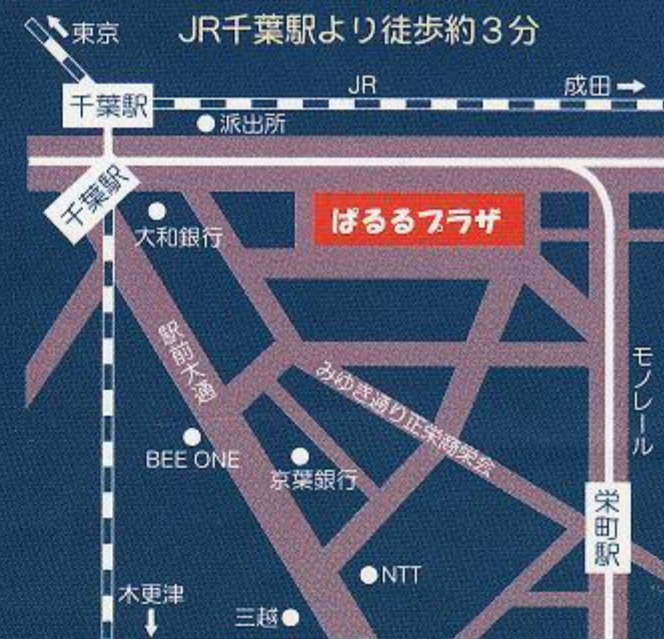 東京
JR千葉駅より徒歩約3分
JR
成田
千葉駅
派出所
千葉駅
ぱるるプラザ
大和銀行
駅前大通
みゆき通り正栄商栄会
モノレール
BEE ONE
京葉銀行
栄町駅
NTT
木更津
三越